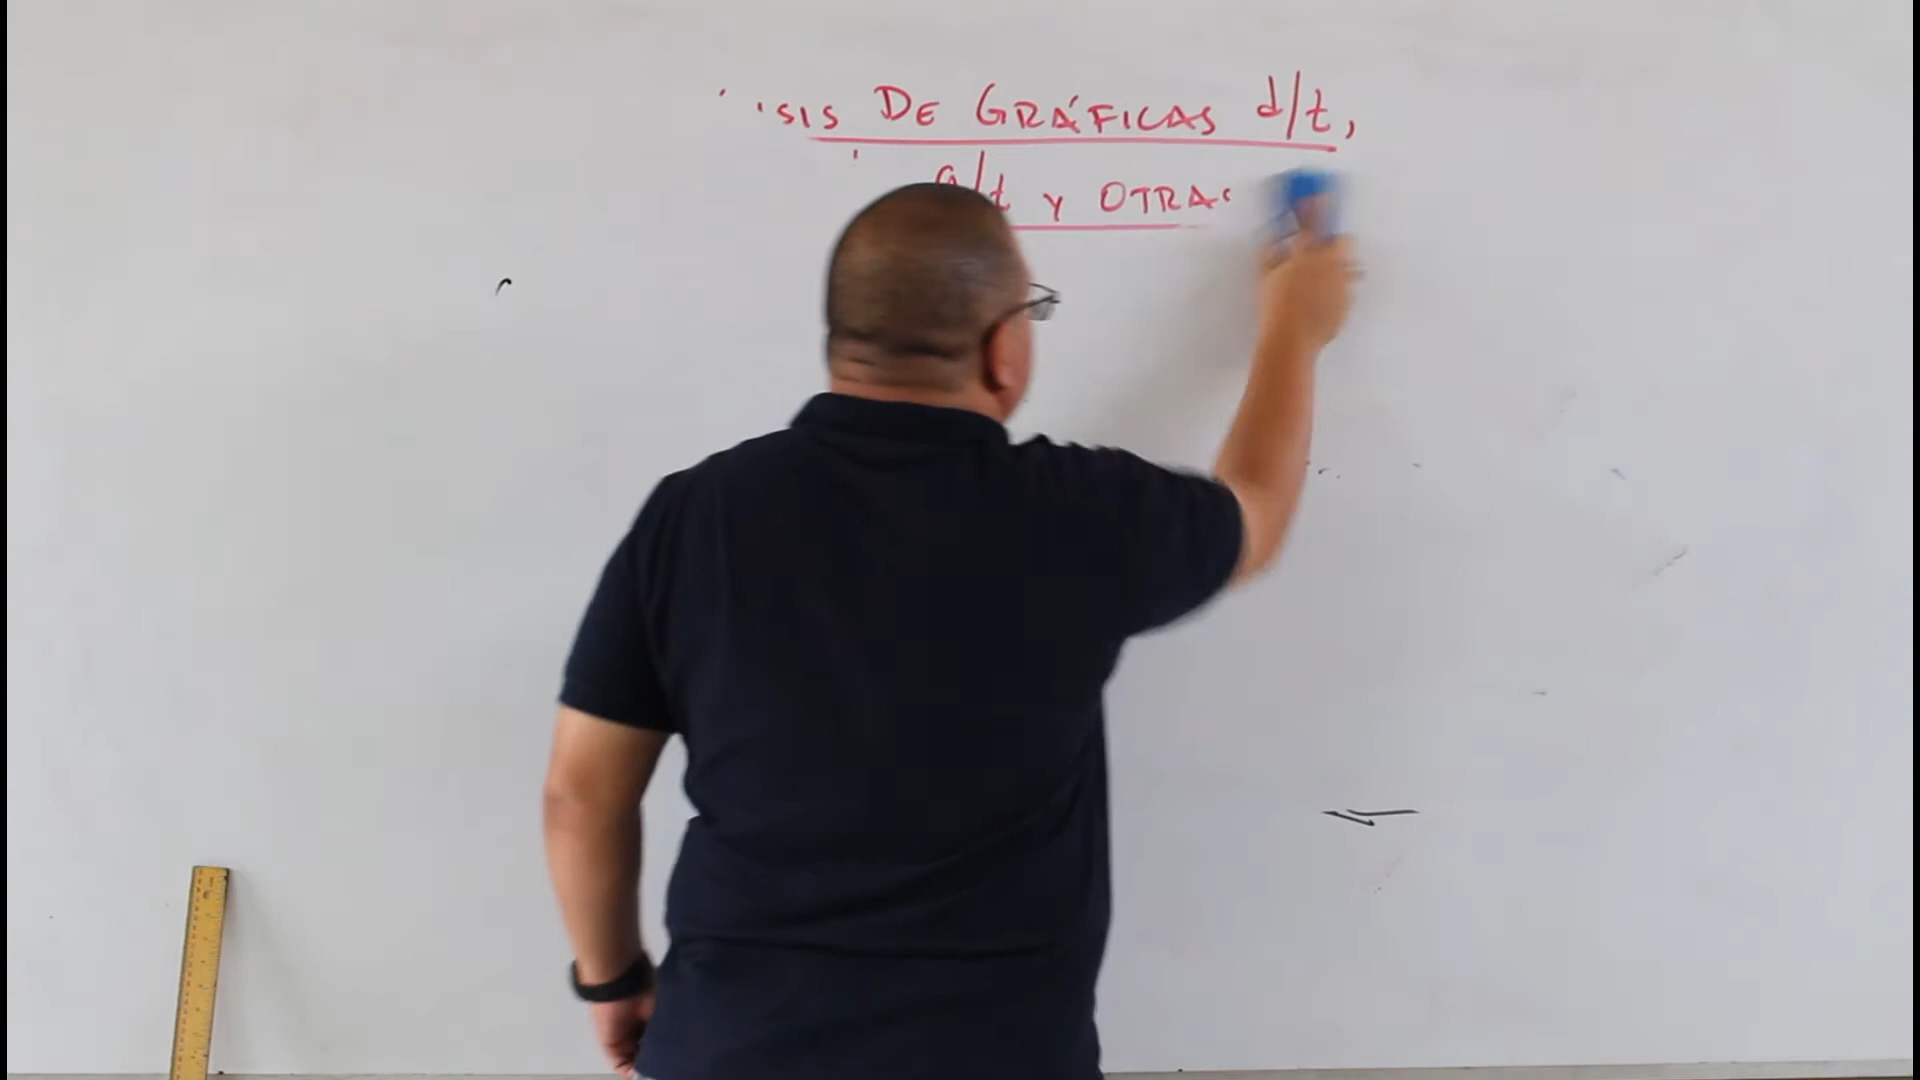 SIS DE GRÁFICAS d/t,
a/t Y OTRAS